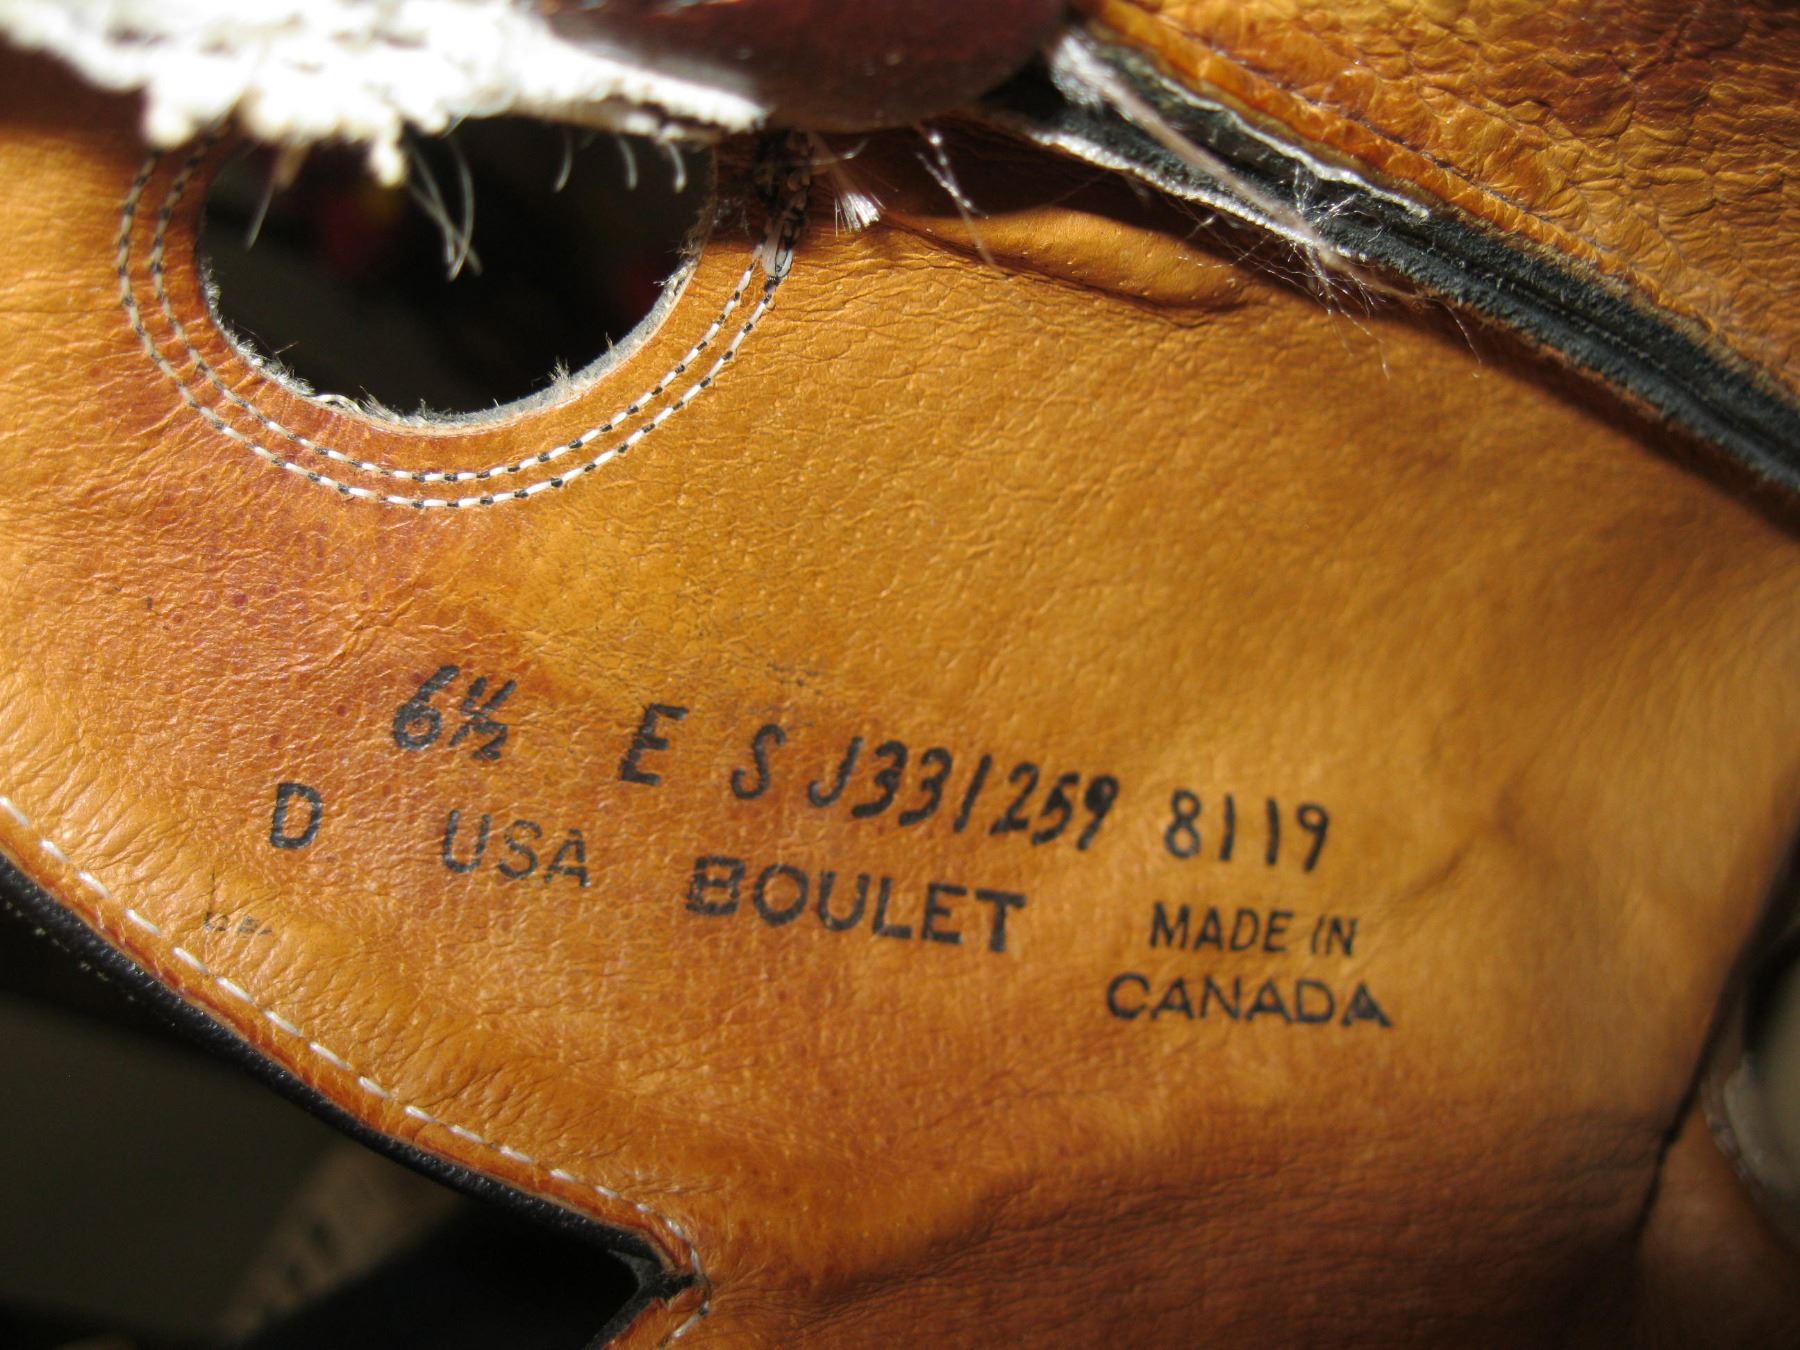 6½ E S J331259 8119
D USA BOULET MADE IN
CANADA